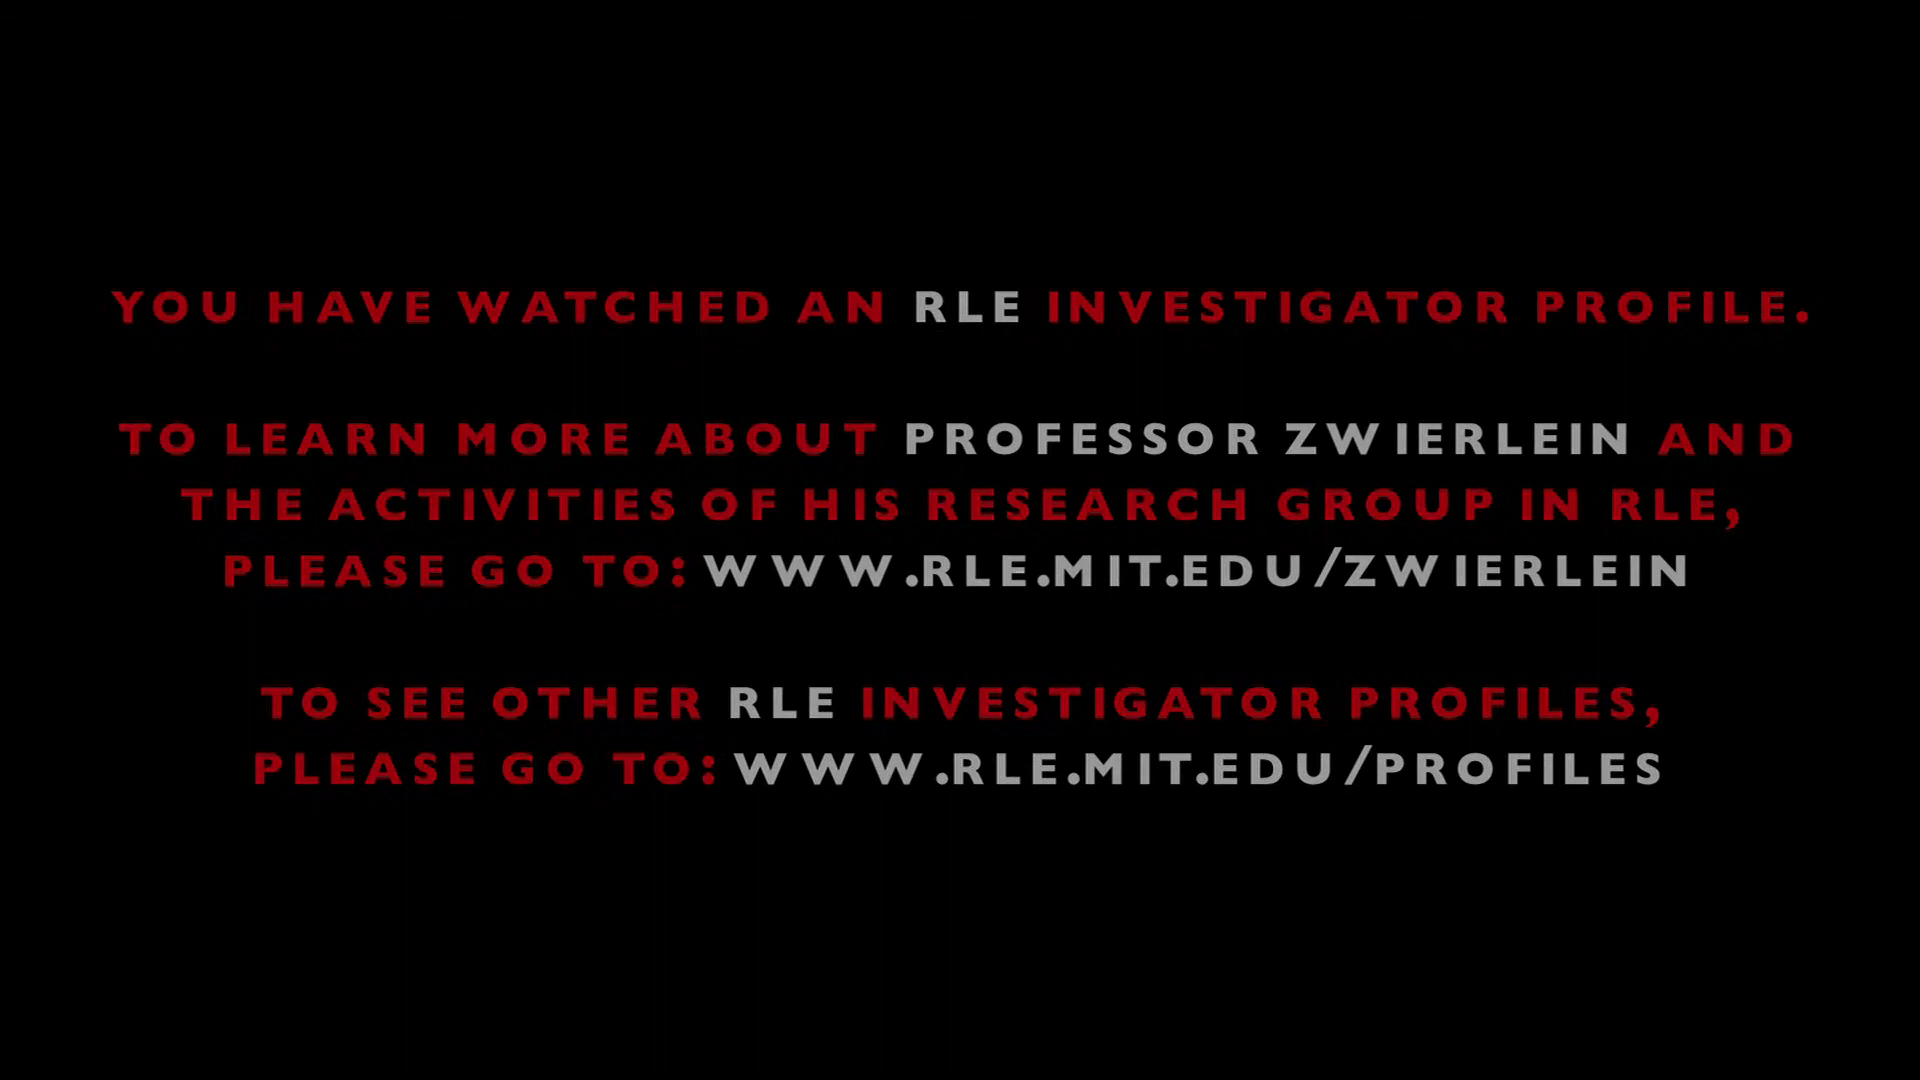 YOU HAVE WATCHED AN RLE INVESTIGATOR PROFILE.
TO LEARN MORE ABOUT PROFESSOR ZWIERLEIN AND
THE ACTIVITIES OF HIS RESEARCH GROUP IN RLE,
PLEASE GO TO: WWW.RLE.MIT.EDU/ZWIERLEIN
TO SEE OTHER RLE INVESTIGATOR PROFILES,
PLEASE GO TO: WWW.RLE.MIT.EDU/PROFILES